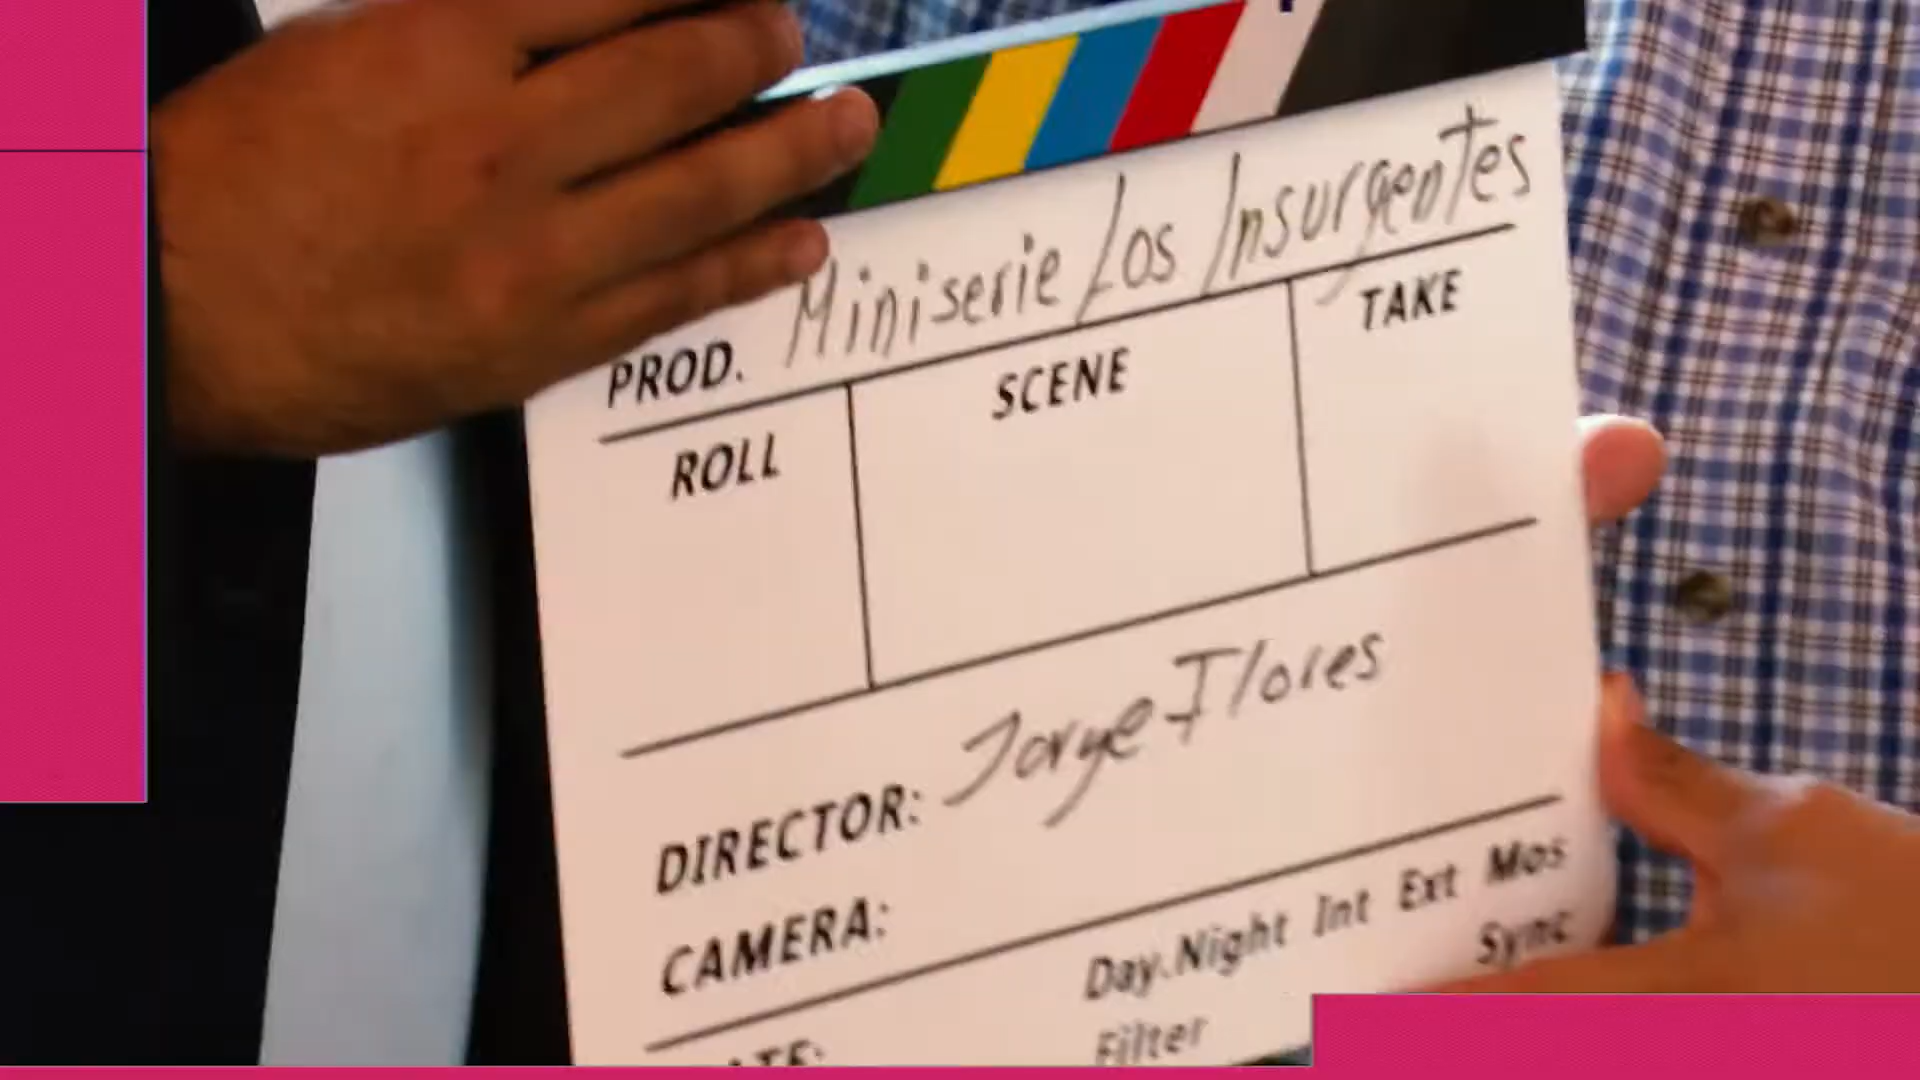 PROD. Miniserie Los Insurgentes
ROLL SCENE TAKE
DIRECTOR: Jorge Flores
CAMERA:
Day.Night Int Ext Mos
Sync
Filter